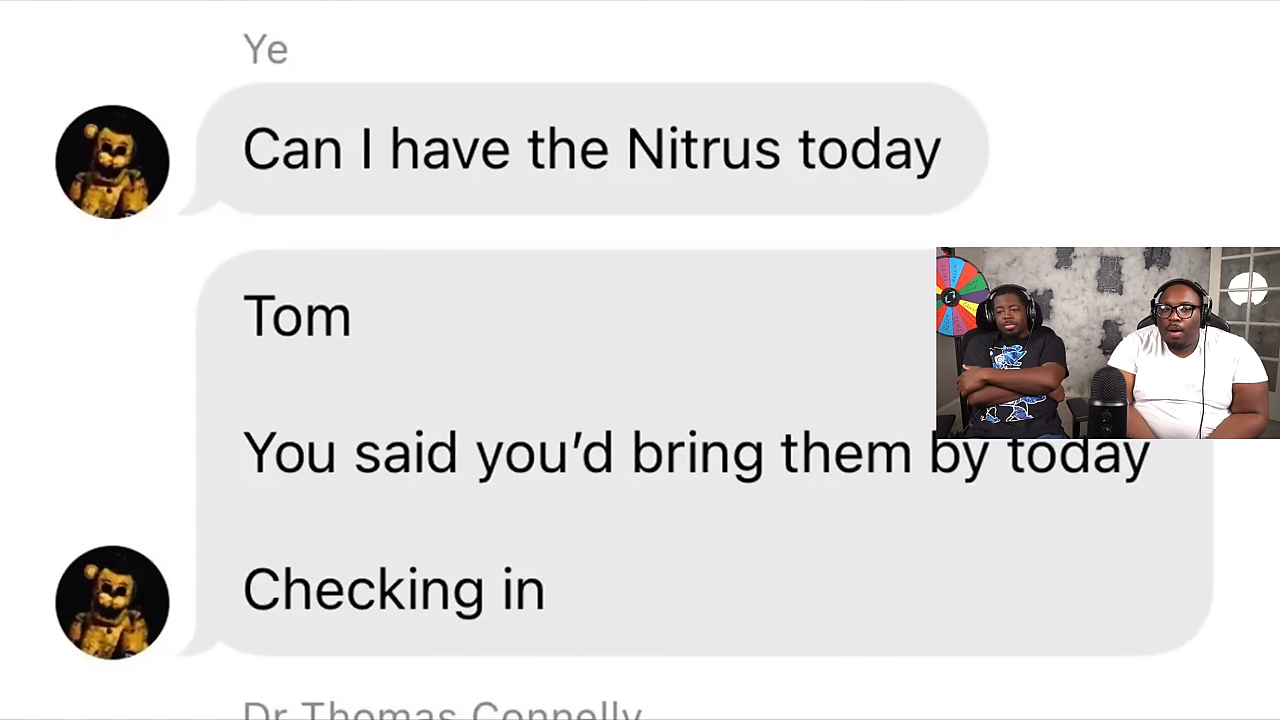 Ye
Can I have the Nitrus today
Tom
You said you’d bring them by today
Checking in
Dr Thomas Connelly